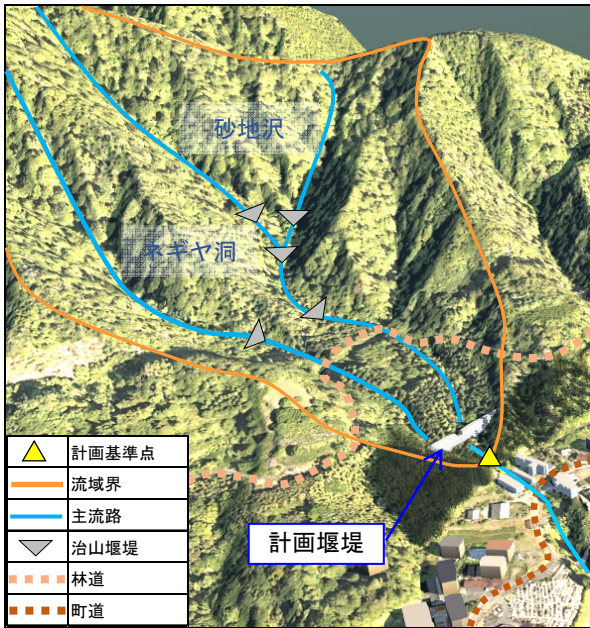 砂地沢
ネギヤ洞
計画堰堤
計画基準点
流域界
主流路
治山堰堤
林道
町道